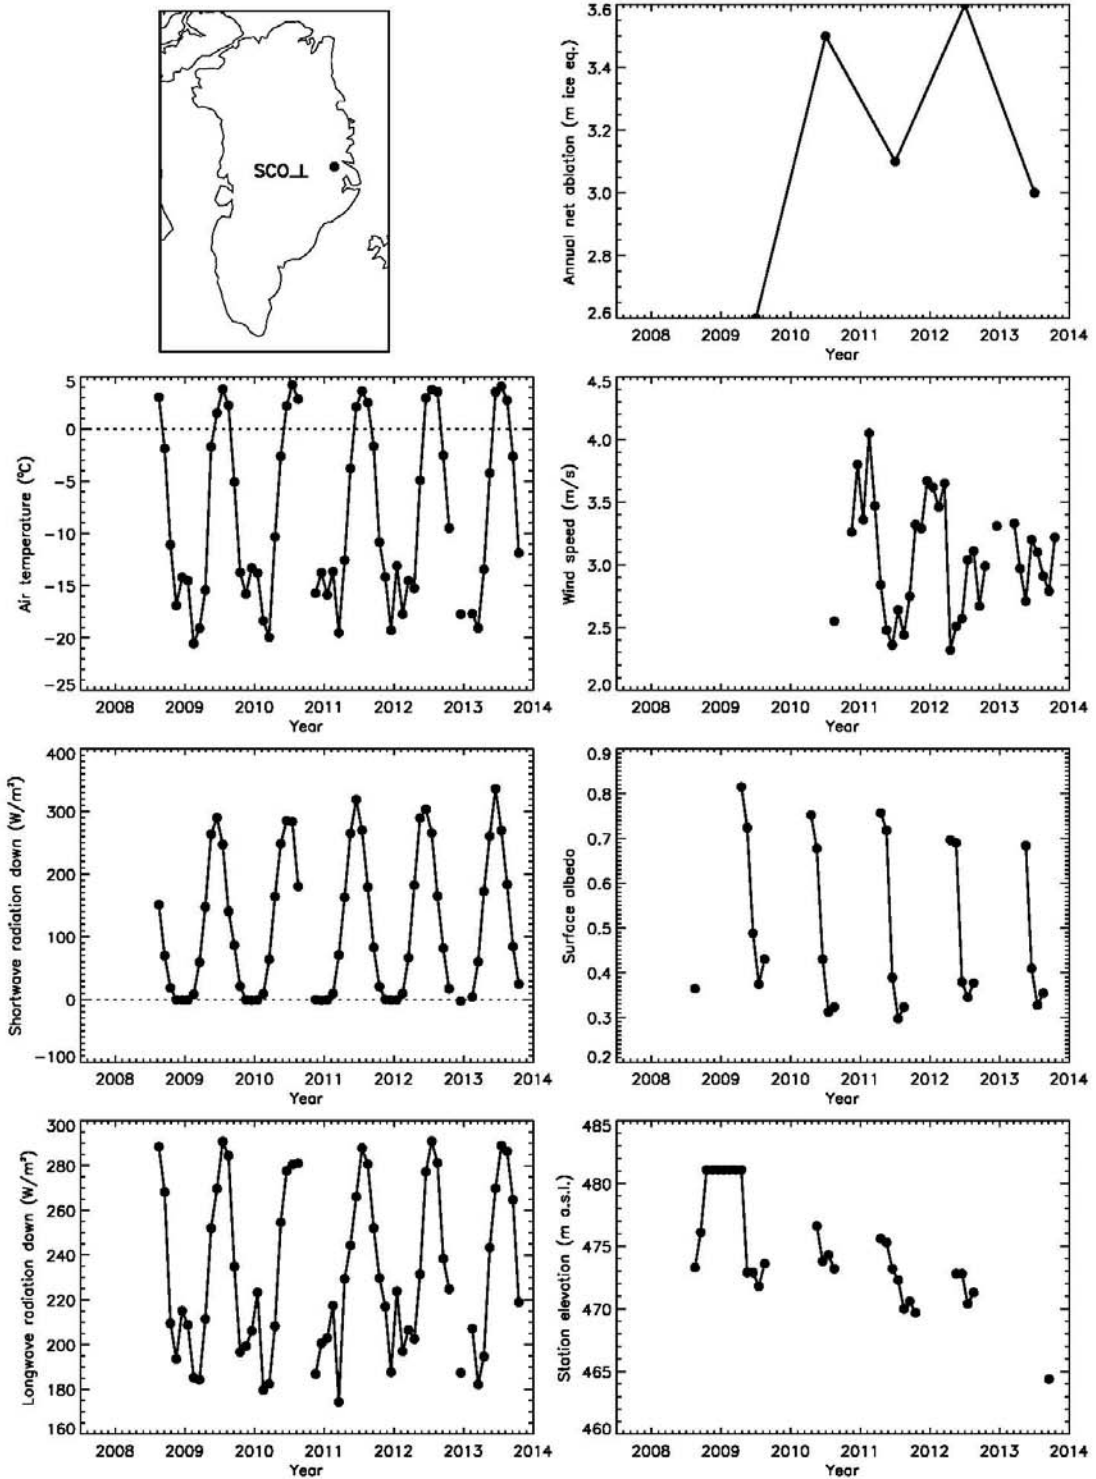 SCO_L
Annual net ablation (m ice eq.)
3.6
3.4
3.2
3.0
2.8
2.6
2008 2009 2010 2011 2012 2013 2014
Year
Air temperature (°C)
5
0
−5
−10
−15
−20
−25
2008 2009 2010 2011 2012 2013 2014
Year
Wind speed (m/s)
4.5
4.0
3.5
3.0
2.5
2.0
2008 2009 2010 2011 2012 2013 2014
Year
Shortwave radiation down (W/m²)
400
300
200
100
0
−100
2008 2009 2010 2011 2012 2013 2014
Year
Surface albedo
0.9
0.8
0.7
0.6
0.5
0.4
0.3
0.2
2008 2009 2010 2011 2012 2013 2014
Year
Longwave radiation down (W/m²)
300
280
260
240
220
200
180
160
2008 2009 2010 2011 2012 2013 2014
Year
Station elevation (m a.s.l.)
485
480
475
470
465
460
2008 2009 2010 2011 2012 2013 2014
Year